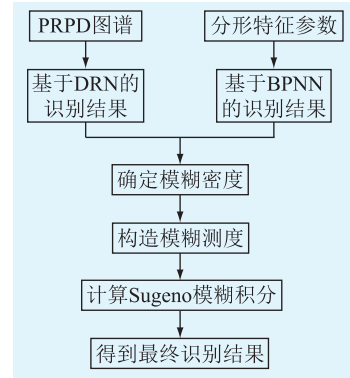 PRPD图谱
分形特征参数
基于DRN的
识别结果
基于BPNN
的识别结果
确定模糊密度
构造模糊测度
计算Sugeno模糊积分
得到最终识别结果